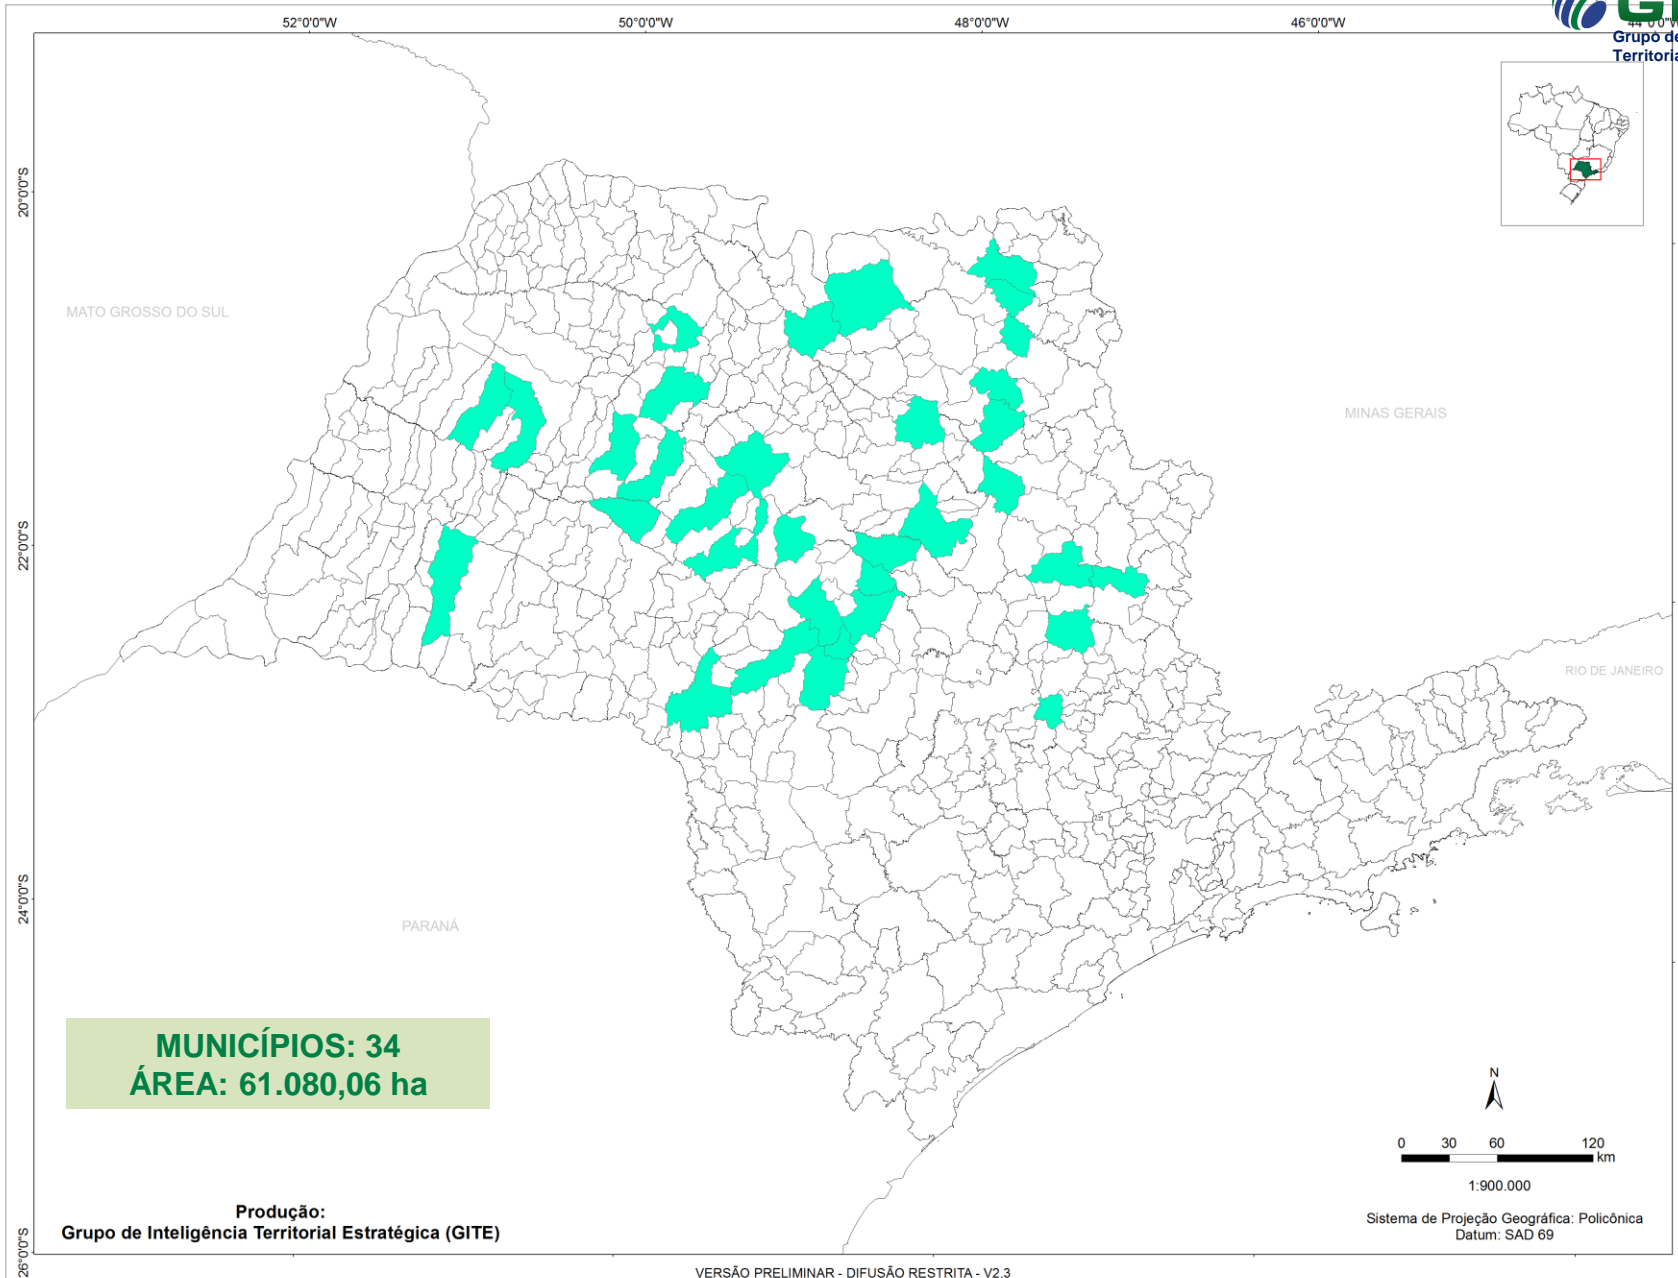 52°0'0"W
50°0'0"W
48°0'0"W
46°0'0"W
44°0'0"W
Grupo de
Territoria
20°0'0"S
22°0'0"S
24°0'0"S
26°0'0"S
MATO GROSSO DO SUL
MINAS GERAIS
RIO DE JANEIRO
PARANÁ
MUNICÍPIOS: 34
ÁREA: 61.080,06 ha
N
0 30 60 120
km
1:900.000
Produção:
Grupo de Inteligência Territorial Estratégica (GITE)
Sistema de Projeção Geográfica: Policônica
Datum: SAD 69
VERSÃO PRELIMINAR - DIFUSÃO RESTRITA - V2.3